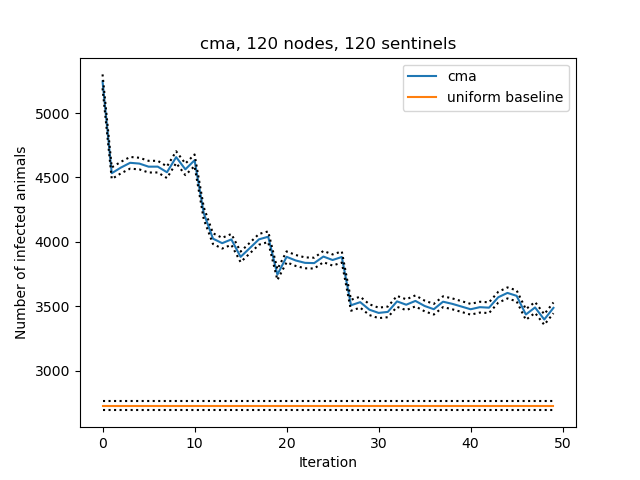 cma, 120 nodes, 120 sentinels
cma
uniform baseline
5000
4500
4000
3500
3000
Number of infected animals
0 10 20 30 40 50
Iteration